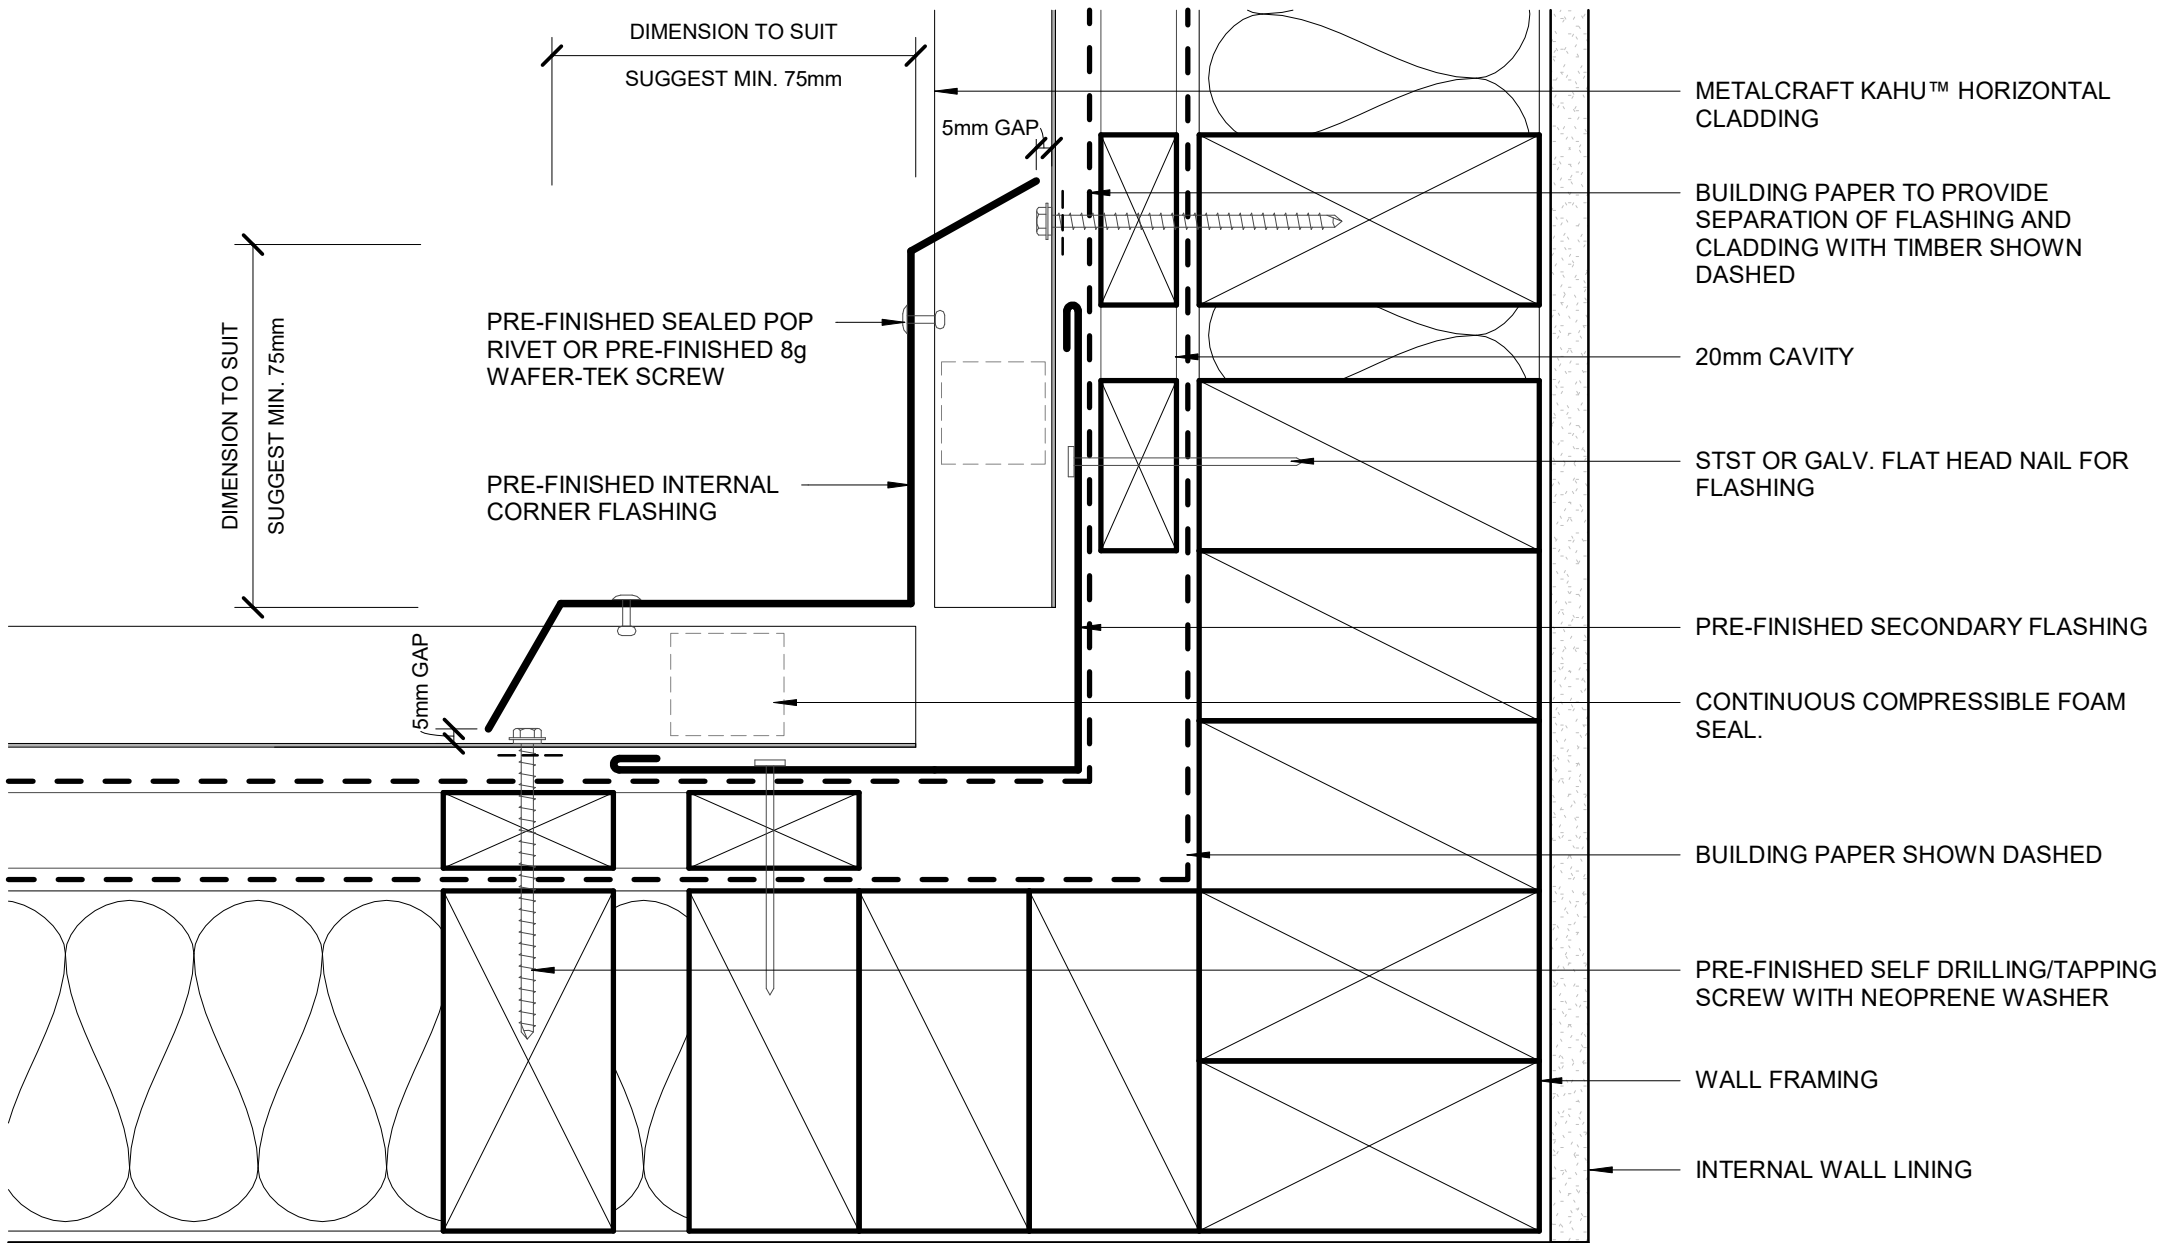 DIMENSION TO SUIT
SUGGEST MIN. 75mm
5mm GAP
METALCRAFT KAHU™ HORIZONTAL
CLADDING
BUILDING PAPER TO PROVIDE
SEPARATION OF FLASHING AND
CLADDING WITH TIMBER SHOWN
DASHED
DIMENSION TO SUIT
SUGGEST MIN. 75mm
PRE-FINISHED SEALED POP
RIVET OR PRE-FINISHED 8g
WAFER-TEK SCREW
20mm CAVITY
PRE-FINISHED INTERNAL
CORNER FLASHING
STST OR GALV. FLAT HEAD NAIL FOR
FLASHING
PRE-FINISHED SECONDARY FLASHING
5mm GAP
CONTINUOUS COMPRESSIBLE FOAM
SEAL.
BUILDING PAPER SHOWN DASHED
PRE-FINISHED SELF DRILLING/TAPPING
SCREW WITH NEOPRENE WASHER
WALL FRAMING
INTERNAL WALL LINING